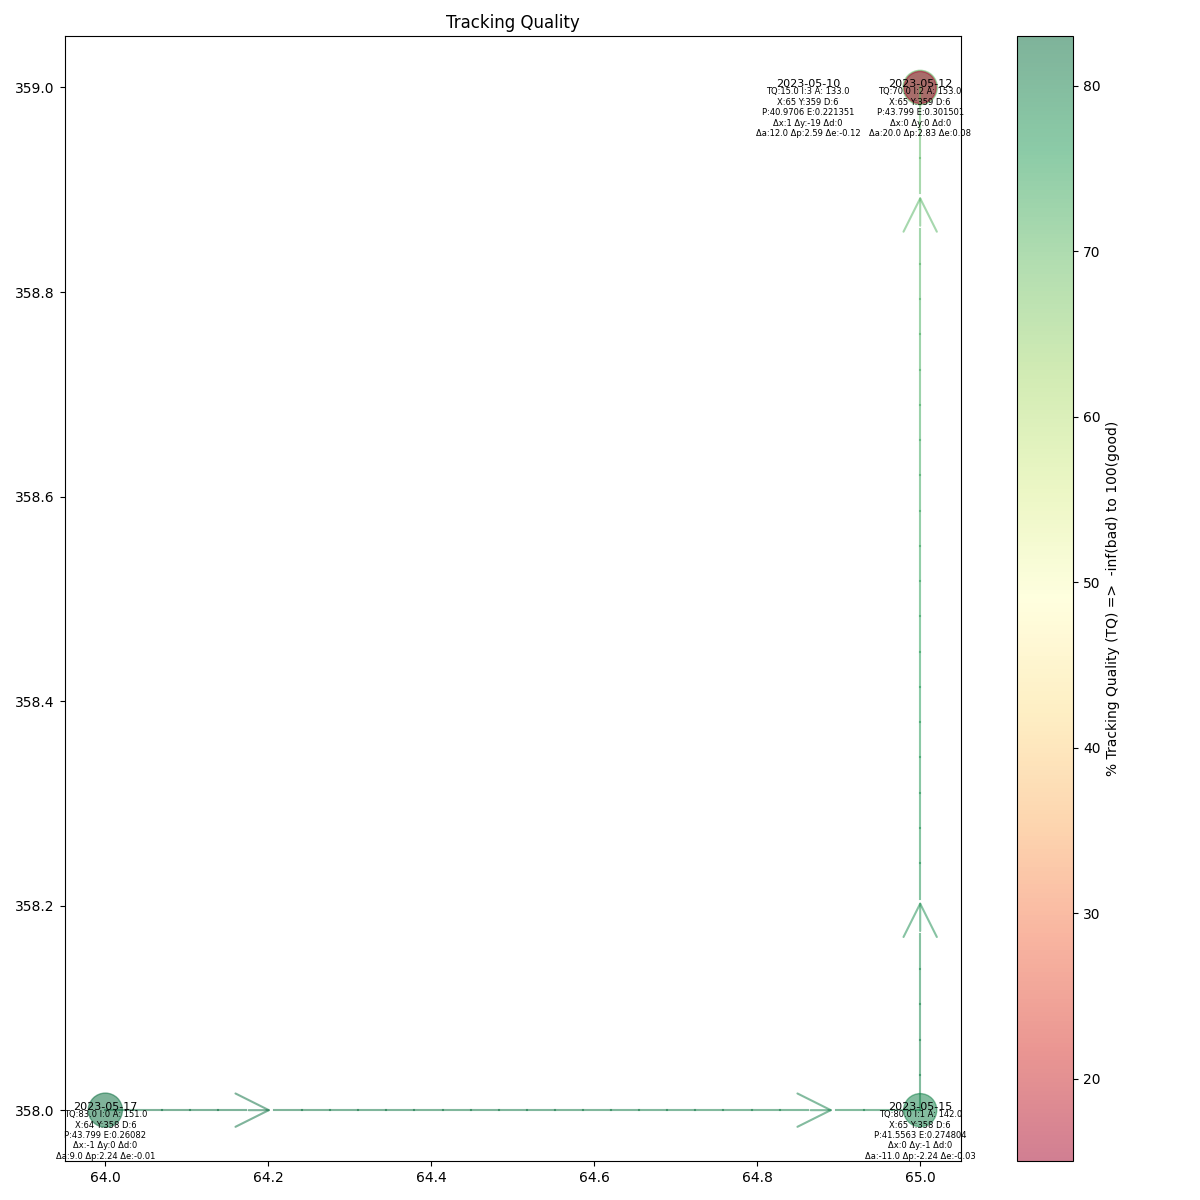 Tracking Quality
359.0
358.8
358.6
358.4
358.2
358.0
64.0
64.2
64.4
64.6
64.8
65.0
2023-05-10
TQ:15.0 I:3 A: 133.0
X:65 Y:359 D:6
P:40.9706 E:0.221351
Δx:1 Δy:-19 Δd:0
Δa:12.0 Δp:2.59 Δe:-0.12
2023-05-12
TQ:70.0 I:2 A: 153.0
X:65 Y:359 D:6
P:43.799 E:0.301501
Δx:0 Δy:0 Δd:0
Δa:20.0 Δp:2.83 Δe:0.08
2023-05-17
TQ:83.0 I:0 A: 151.0
X:64 Y:358 D:6
P:43.799 E:0.26082
Δx:-1 Δy:0 Δd:0
Δa:9.0 Δp:2.24 Δe:-0.01
2023-05-15
TQ:80.0 I:1 A: 142.0
X:65 Y:358 D:6
P:41.5563 E:0.274804
Δx:0 Δy:-1 Δd:0
Δa:-11.0 Δp:-2.24 Δe:-0.03
80
70
60
50
40
30
20
% Tracking Quality (TQ) => -inf(bad) to 100(good)